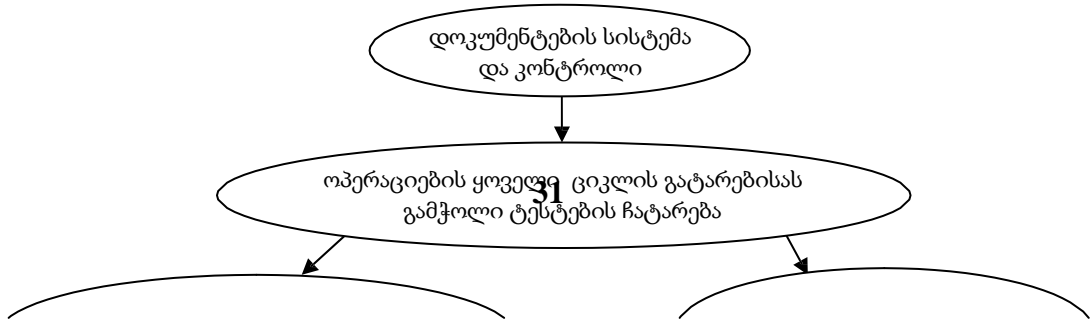 დოკუმენტების სისტემა
და კონტროლი
ოპერაციების ყოველი ციკლის გატარებისას
31
გამჭოლი ტესტების ჩატარება